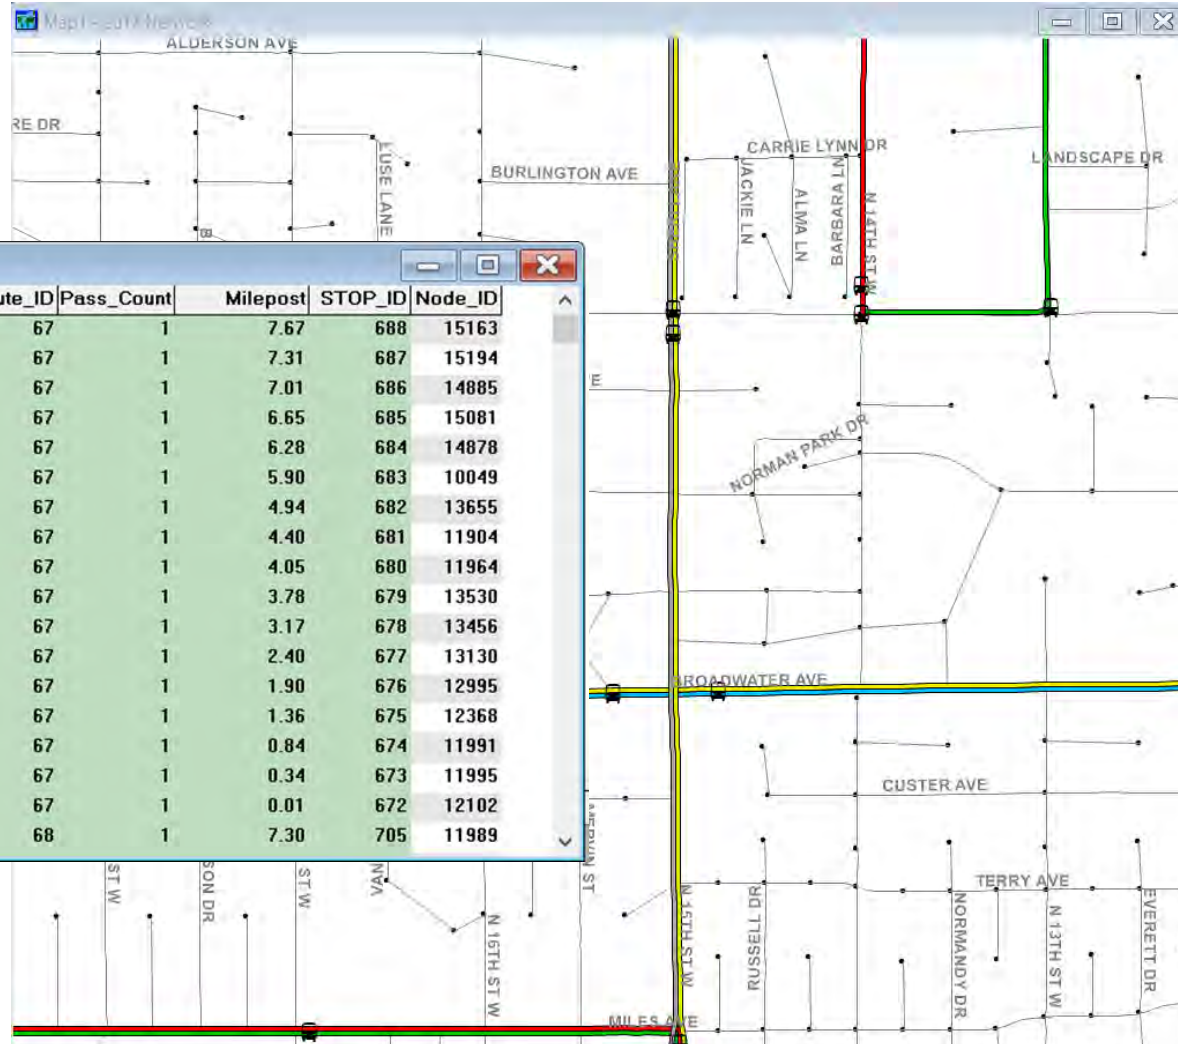 ALDERSON AVE
RE DR
LUSE LANE
BURLINGTON AVE
CARRIE LYNN DR
LANDSCAPE DR
JACKIE LN
ALMA LN
BARBARA LN
N 14TH ST W
ute_ID Pass_Count Milepost STOP_ID Node_ID
67 1 7.67 688 15163
67 1 7.31 687 15194
67 1 7.01 686 14885
67 1 6.65 685 15081
67 1 6.28 684 14878
67 1 5.90 683 10049
67 1 4.94 682 13655
67 1 4.40 681 11904
67 1 4.05 680 11964
67 1 3.78 679 13530
67 1 3.17 678 13456
67 1 2.40 677 13130
67 1 1.90 676 12995
67 1 1.36 675 12368
67 1 0.84 674 11991
67 1 0.34 673 11995
67 1 0.01 672 12102
68 1 7.30 705 11989
E
NORMAN PARK DR
BROADWATER AVE
CUSTER AVE
TERRY AVE
ST W
SON DR
ST W
VAN
N 16TH ST W
ST
N 15TH ST W
RUSSELL DR
NORMANDY DR
N 13TH ST W
EVERETT DR
MILES AVE